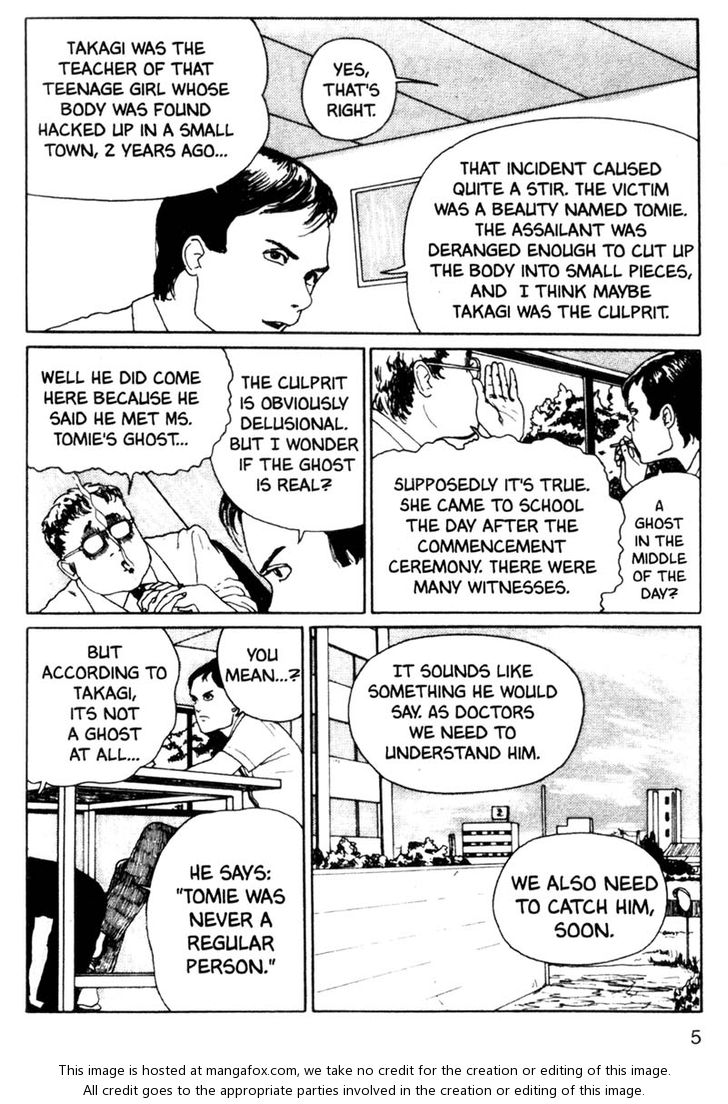 TAKAGI WAS THE
TEACHER OF THAT
TEENAGE GIRL WHOSE
BODY WAS FOUND
HACKED UP IN A SMALL
TOWN, 2 YEARS AGO...
YES,
THAT'S
RIGHT.
THAT INCIDENT CAUSED
QUITE A STIR. THE VICTIM
WAS A BEAUTY NAMED TOMIE.
THE ASSAILANT WAS
DERANGED ENOUGH TO CUT UP
THE BODY INTO SMALL PIECES,
AND I THINK MAYBE
TAKAGI WAS THE CULPRIT.
WELL HE DID COME
HERE BECAUSE HE
SAID HE MET MS.
TOMIE'S GHOST...
THE CULPRIT
IS OBVIOUSLY
DELUSIONAL.
BUT I WONDER
IF THE GHOST
IS REAL?
SUPPOSEDLY IT'S TRUE.
SHE CAME TO SCHOOL
THE DAY AFTER THE
COMMENCEMENT
CEREMONY. THERE WERE
MANY WITNESSES.
A
GHOST
IN THE
MIDDLE
OF THE
DAY?
BUT
ACCORDING TO
TAKAGI,
ITS NOT
A GHOST
AT ALL...
YOU
MEAN...?
HE SAYS:
"TOMIE WAS
NEVER A
REGULAR
PERSON."
IT SOUNDS LIKE
SOMETHING HE WOULD
SAY. AS DOCTORS
WE NEED TO
UNDERSTAND HIM.
2
WE ALSO NEED
TO CATCH HIM,
SOON.
5
This image is hosted at mangafox.com, we take no credit for the creation or editing of this image.
All credit goes to the appropriate parties involved in the creation or editing of this image.